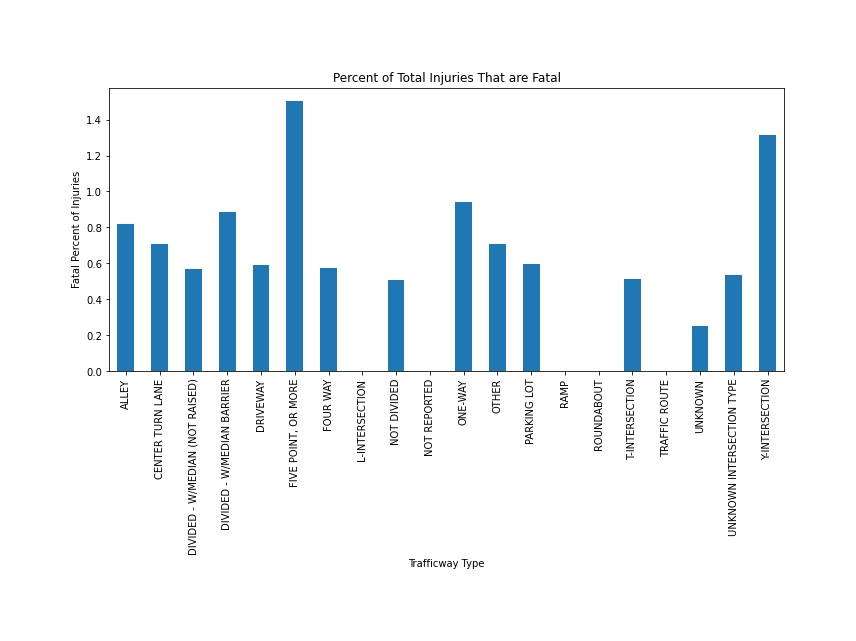 Percent of Total Injuries That are Fatal
Fatal Percent of Injuries
1.4
1.2
1.0
0.8
0.6
0.4
0.2
0.0
ALLEY
CENTER TURN LANE
DIVIDED - W/MEDIAN (NOT RAISED)
DIVIDED - W/MEDIAN BARRIER
DRIVEWAY
FIVE POINT, OR MORE
FOUR WAY
L-INTERSECTION
NOT DIVIDED
NOT REPORTED
ONE-WAY
OTHER
PARKING LOT
RAMP
ROUNDABOUT
T-INTERSECTION
TRAFFIC ROUTE
UNKNOWN
UNKNOWN INTERSECTION TYPE
Y-INTERSECTION
Trafficway Type